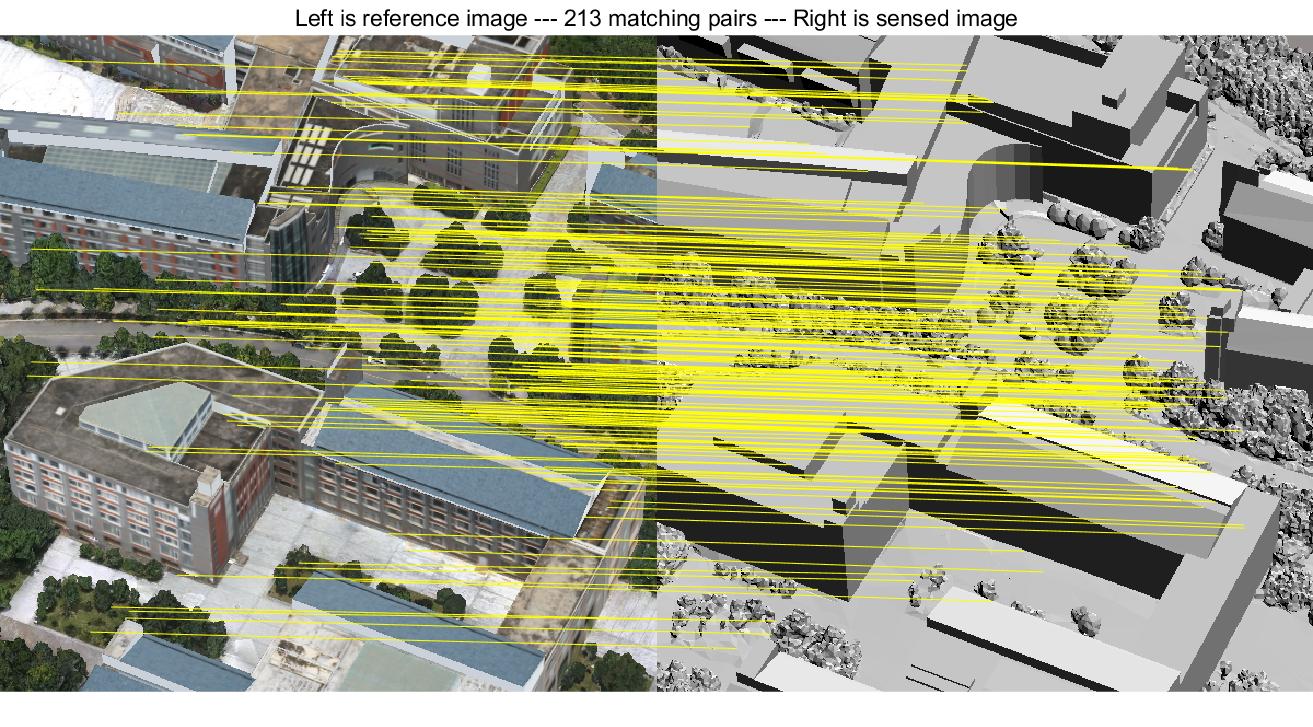 Left is reference image --- 213 matching pairs --- Right is sensed image